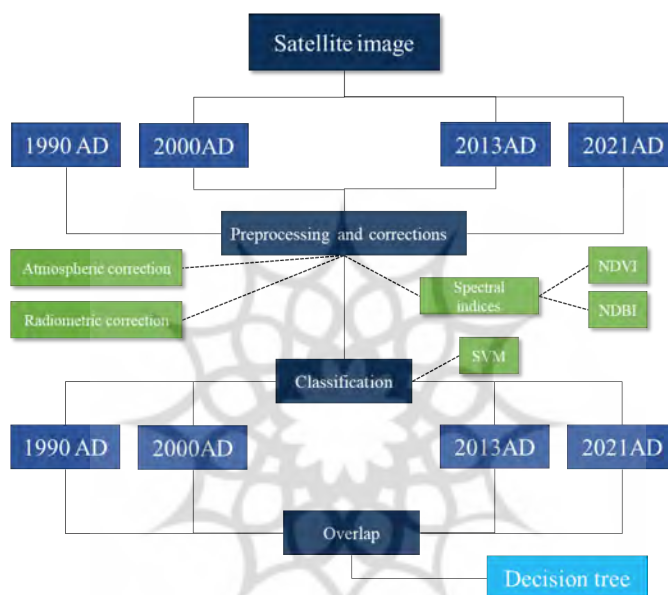 Satellite image
1990 AD
2000AD
2013AD
2021AD
Preprocessing and corrections
Atmospheric correction
Radiometric correction
Spectral
indices
NDVI
NDBI
SVM
Classification
1990 AD
2000AD
2013AD
2021AD
Overlap
Decision tree